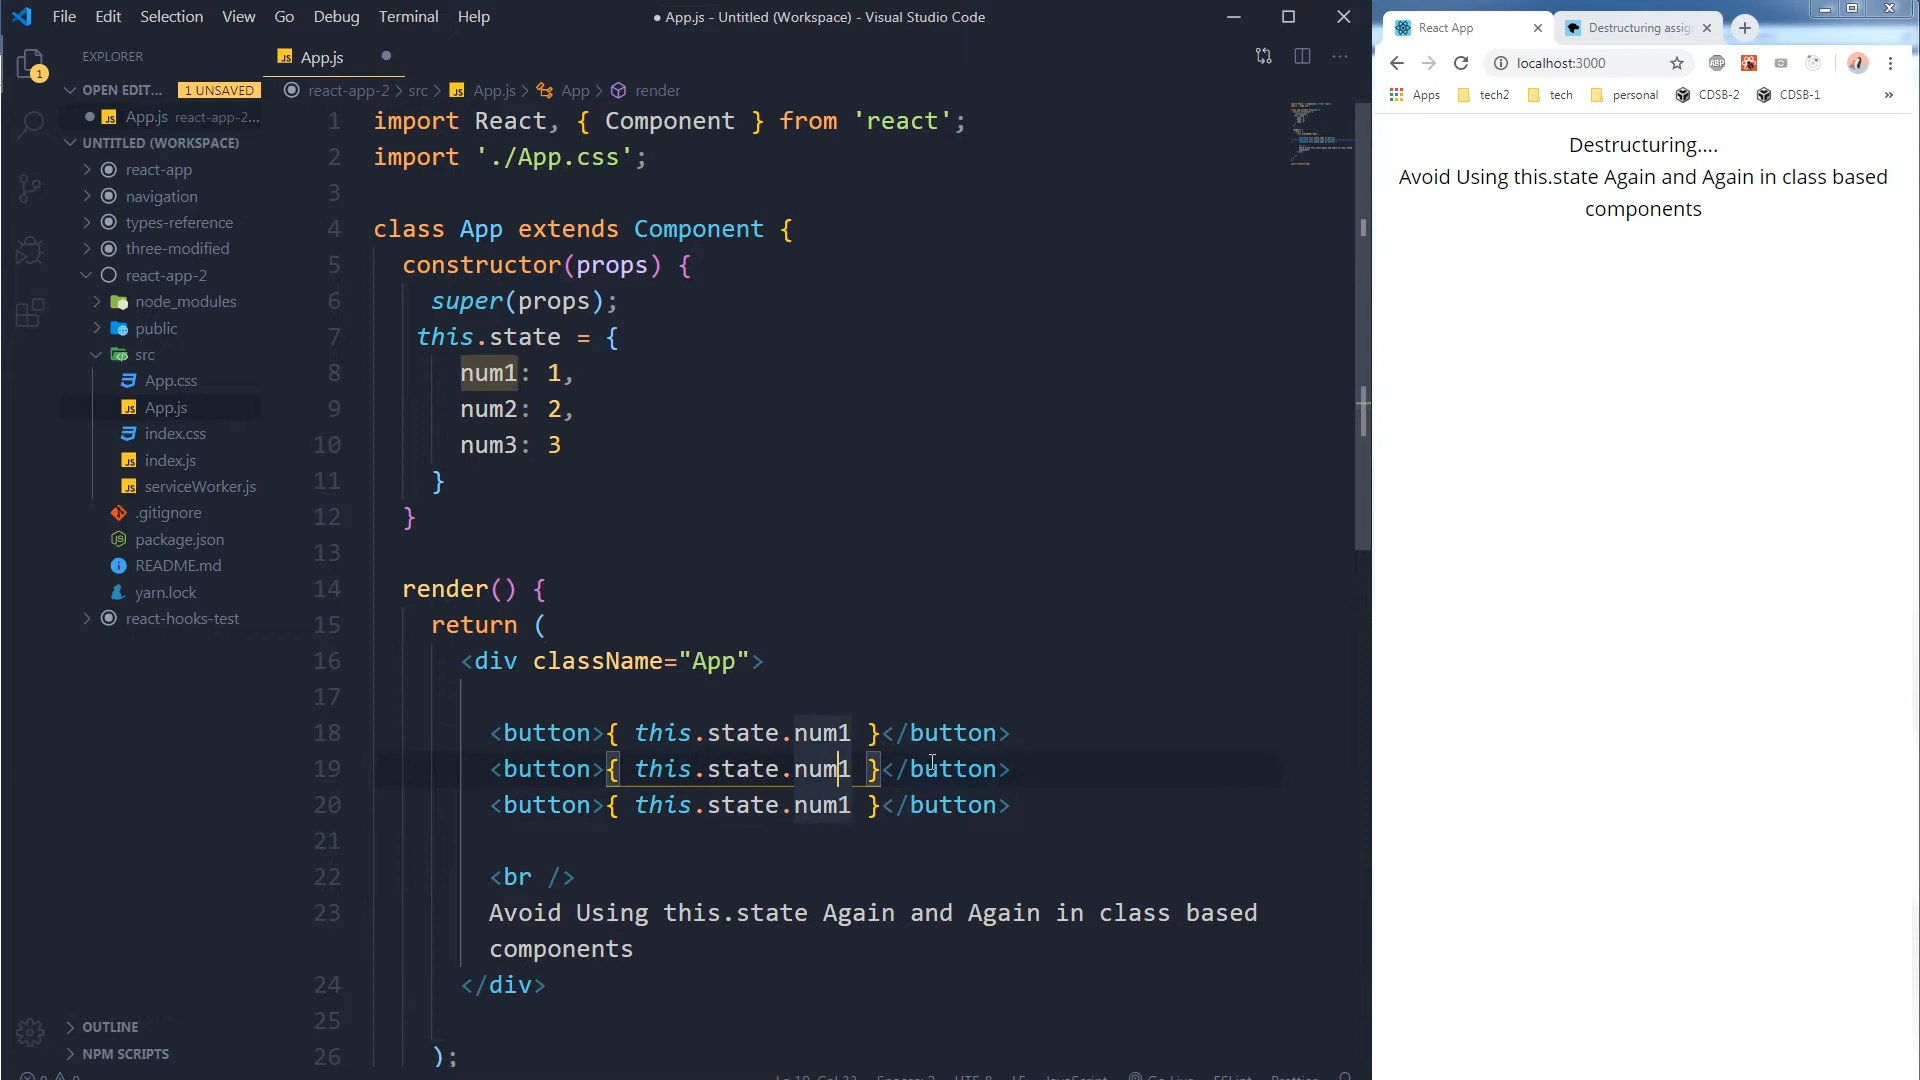 File Edit Selection View Go Debug Terminal Help
● App.js - Untitled (Workspace) - Visual Studio Code
EXPLORER
OPEN EDIT... 1 UNSAVED
App.js react-app-2...
UNTITLED (WORKSPACE)
react-app
navigation
types-reference
three-modified
react-app-2
node_modules
public
src
App.css
App.js
index.css
index.js
serviceWorker.js
.gitignore
package.json
README.md
yarn.lock
react-hooks-test
OUTLINE
NPM SCRIPTS
1
App.js
react-app-2 > src > App.js > App > render
1 import React, { Component } from 'react';
2 import './App.css';
3
4 class App extends Component {
5 constructor(props) {
6 super(props);
7 this.state = {
8 num1: 1,
9 num2: 2,
10 num3: 3
11 }
12 }
13
14 render() {
15 return (
16 <div className="App">
17
18 <button>{ this.state.num1 }</button>
19 <button>{ this.state.num1 }</button>
20 <button>{ this.state.num1 }</button>
21
22 <br />
23 Avoid Using this.state Again and Again in class based
components
24 </div>
25
26 );
React App
Destructuring assig
localhost:3000
ABP
Apps tech2 tech personal CDSB-2 CDSB-1 »
Destructuring....
Avoid Using this.state Again and Again in class based
components